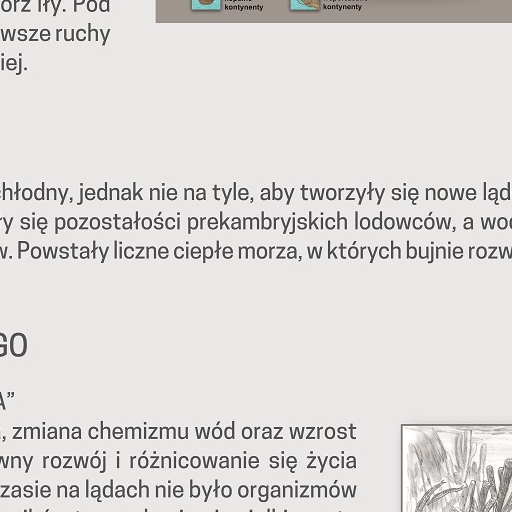 orz iły. Pod
wsze ruchy
iej.
kontynenty
kontynenty
chłodny, jednak nie na tyle, aby tworzyły się nowe ląd
ły się pozostałości prekambryjskich lodowców, a wod
w. Powstały liczne ciepłe morza, w których bujnie rozw
GO
A”
, zmiana chemizmu wód oraz wzrost
wny rozwój i różnicowanie się życia
zasie na lądach nie było organizmów